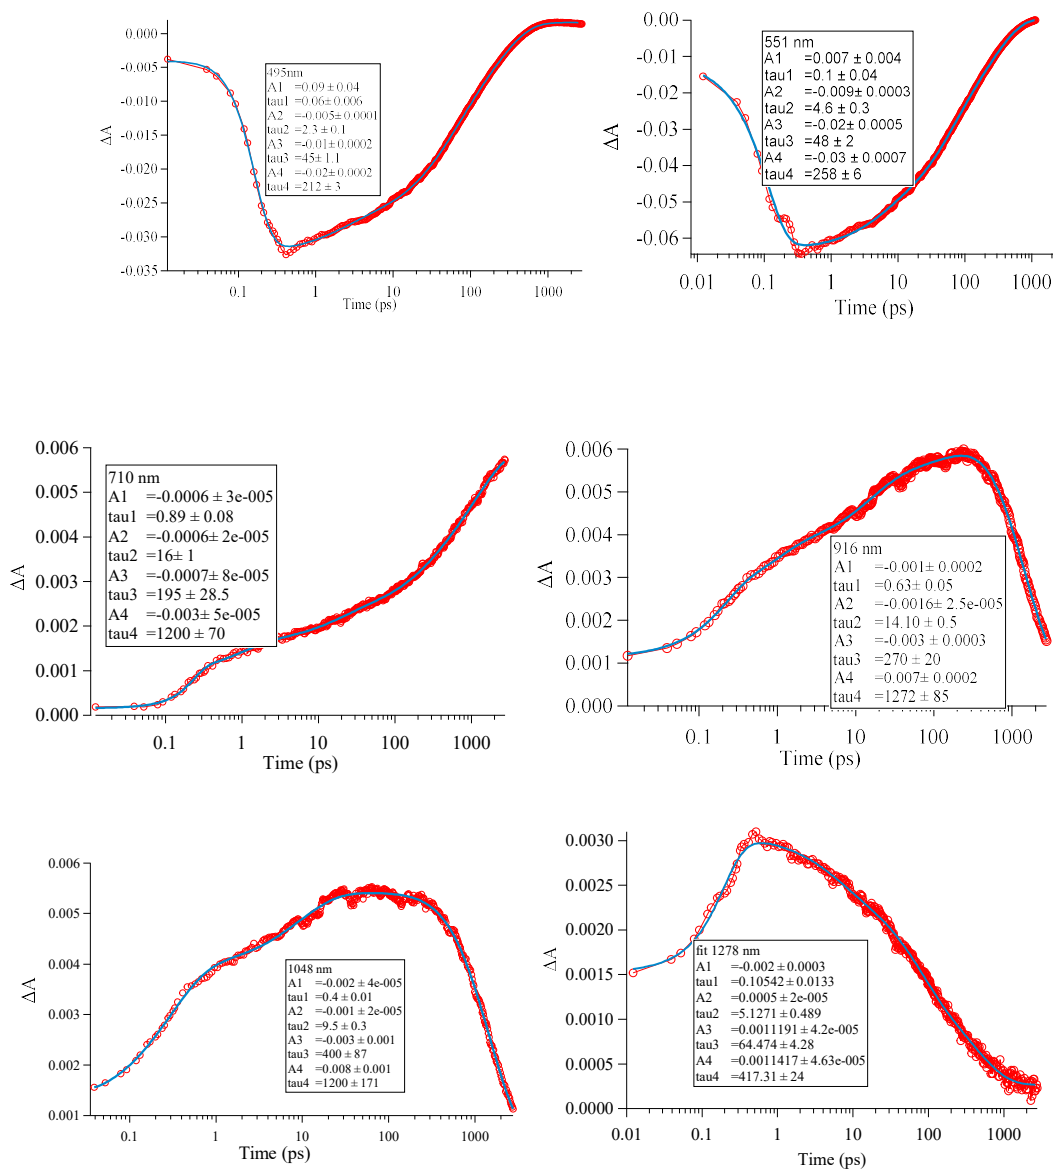 0.000
-0.005
-0.010
-0.015
-0.020
-0.025
-0.030
-0.035
ΔA
495nm
A1 =0.09 ± 0.04
tau1 =0.06± 0.006
A2 =-0.005± 0.0001
tau2 =2.3 ± 0.1
A3 =-0.01± 0.0002
tau3 =45± 1.1
A4 =-0.02± 0.0002
tau4 =212 ± 3
0.1 1 10 100 1000
Time (ps)
0.00
-0.02
-0.03
-0.04
-0.05
-0.06
ΔA
551 nm
A1 =0.007 ± 0.004
tau1 =0.1 ± 0.04
A2 =-0.009± 0.0003
tau2 =4.6 ± 0.3
A3 =-0.02± 0.0005
tau3 =48 ± 2
A4 =-0.03 ± 0.0007
tau4 =258 ± 6
0.01 0.1 1 10 100 1000
Time (ps)
0.006
0.005
0.004
0.003
0.002
0.001
0.000
ΔA
710 nm
A1 =-0.0006 ± 3e-005
tau1 =0.89 ± 0.08
A2 =-0.0006± 2e-005
tau2 =16± 1
A3 =-0.0007± 8e-005
tau3 =195 ± 28.5
A4 =-0.003± 5e-005
tau4 =1200 ± 70
0.1 1 10 100 1000
Time (ps)
0.006
0.005
0.004
0.003
0.002
0.001
0.000
ΔA
916 nm
A1 =-0.001± 0.0002
tau1 =0.63± 0.05
A2 =-0.0016± 2.5e-005
tau2 =14.10 ± 0.5
A3 =-0.003 ± 0.0003
tau3 =270 ± 20
A4 =0.007± 0.0002
tau4 =1272 ± 85
0.1 1 10 100 1000
Time (ps)
0.006
0.005
0.004
0.003
0.002
0.001
ΔA
1048 nm
A1 =-0.002 ± 4e-005
tau1 =0.4 ± 0.01
A2 =-0.001 ± 2e-005
tau2 =9.5 ± 0.3
A3 =-0.003 ± 0.001
tau3 =400 ± 87
A4 =0.008 ± 0.001
tau4 =1200 ± 171
0.1 1 10 100 1000
Time (ps)
0.0030
0.0025
0.0020
0.0015
0.0010
0.0005
0.0000
ΔA
fit 1278 nm
A1 =-0.002 ± 0.0003
tau1 =0.10542 ± 0.0133
A2 =0.0005 ± 2e-005
tau2 =5.1271 ± 0.489
A3 =0.0011191 ± 4.2e-005
tau3 =64.474 ± 4.28
A4 =0.0011417 ± 4.63e-005
tau4 =417.31 ± 24
0.01 0.1 1 10 100 1000
Time (ps)